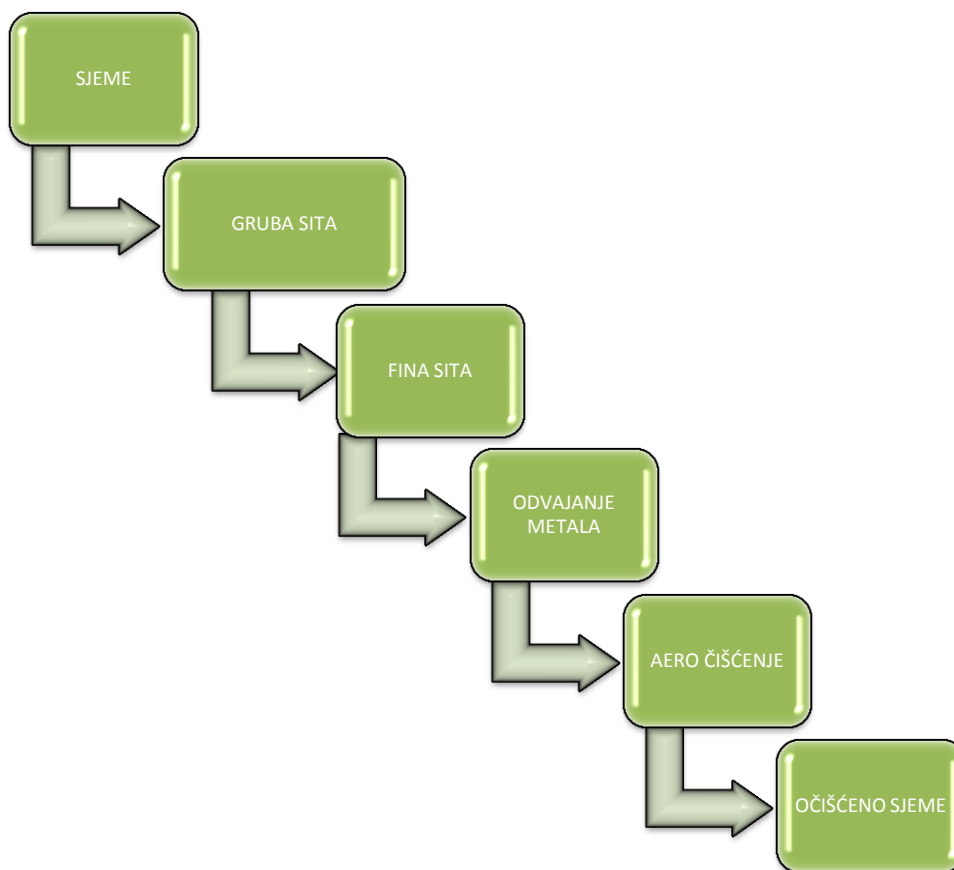 SJEME
GRUBA SITA
FINA SITA
ODVAJANJE
METALA
AERO ČIŠĆENJE
OČIŠĆENO SJEME